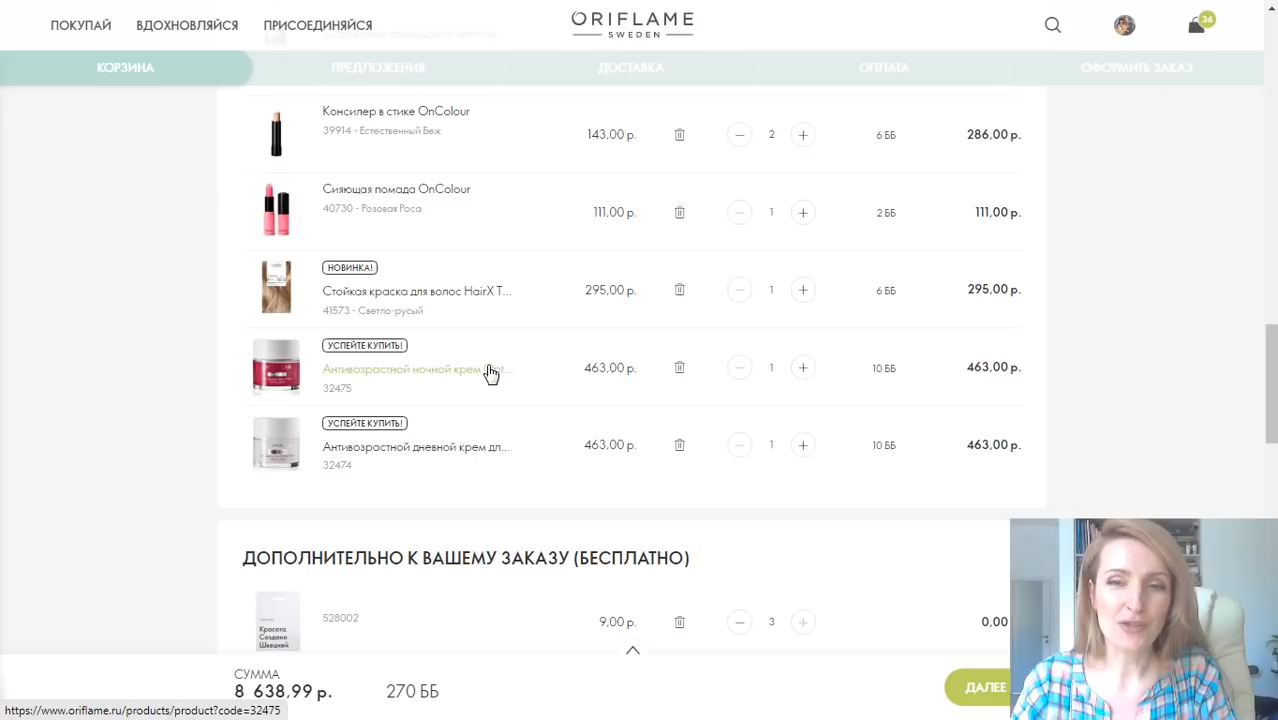 ПОКУПАЙ ВДОХНОВЛЯЙСЯ ПРИСОЕДИНЯЙСЯ
ORIFLAME
SWEDEN
36
КОРЗИНА ПРЕДЛОЖЕНИЯ ДОСТАВКА ОПЛАТА ОФОРМИТЬ ЗАКАЗ
Консилер в стике OnColour
39914 - Естественный Беж
143,00 р. 2 6 ББ 286,00 р.
Сияющая помада OnColour
40730 - Розовая Роса
111,00 р. 1 2 ББ 111,00 р.
НОВИНКА!
Стойкая краска для волос HairX T...
41573 - Светло-русый
295,00 р. 1 6 ББ 295,00 р.
УСПЕЙТЕ КУПИТЬ!
Антивозрастной ночной крем
32475
463,00 р. 1 10 ББ 463,00 р.
УСПЕЙТЕ КУПИТЬ!
Антивозрастной дневной крем дл...
32474
463,00 р. 1 10 ББ 463,00 р.
ДОПОЛНИТЕЛЬНО К ВАШЕМУ ЗАКАЗУ (БЕСПЛАТНО)
Красота.
Создано
Швецией
528002
9,00 р. 3 0,00
СУММА
8 638,99 р. 270 ББ
ДАЛЕЕ
https://www.oriflame.ru/products/product?code=32475